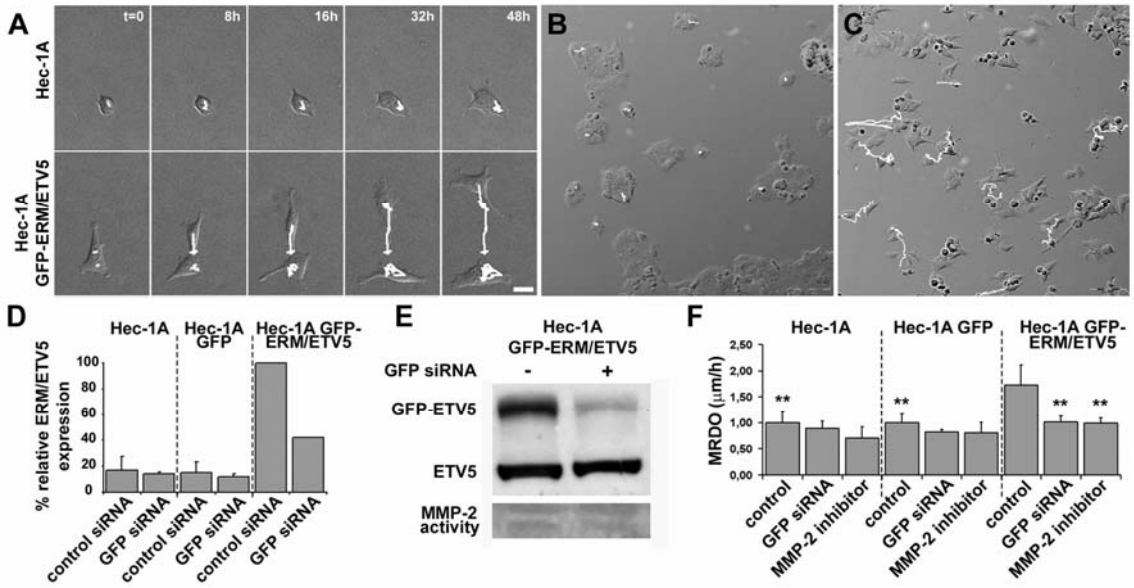 A
t=0
8h
16h
32h
48h
Hec-1A
Hec-1A
GFP-ERM/ETV5
B
C
D
Hec-1A
Hec-1A
GFP
Hec-1A GFP-
ERM/ETV5
% relative ERM/ETV5
expression
100
80
60
40
20
0
control siRNA
GFP siRNA
control siRNA
GFP siRNA
control siRNA
GFP siRNA
E
Hec-1A
GFP-ERM/ETV5
GFP siRNA - +
GFP-ETV5
ETV5
MMP-2
activity
F
Hec-1A
Hec-1A GFP
Hec-1A GFP-
ERM/ETV5
MRDO (µm/h)
2,50
2,00
1,50
1,00
0,50
0,00
**
**
**
**
control
GFP siRNA
MMP-2 inhibitor
control
GFP siRNA
MMP-2 inhibitor
control
GFP siRNA
MMP-2 inhibitor